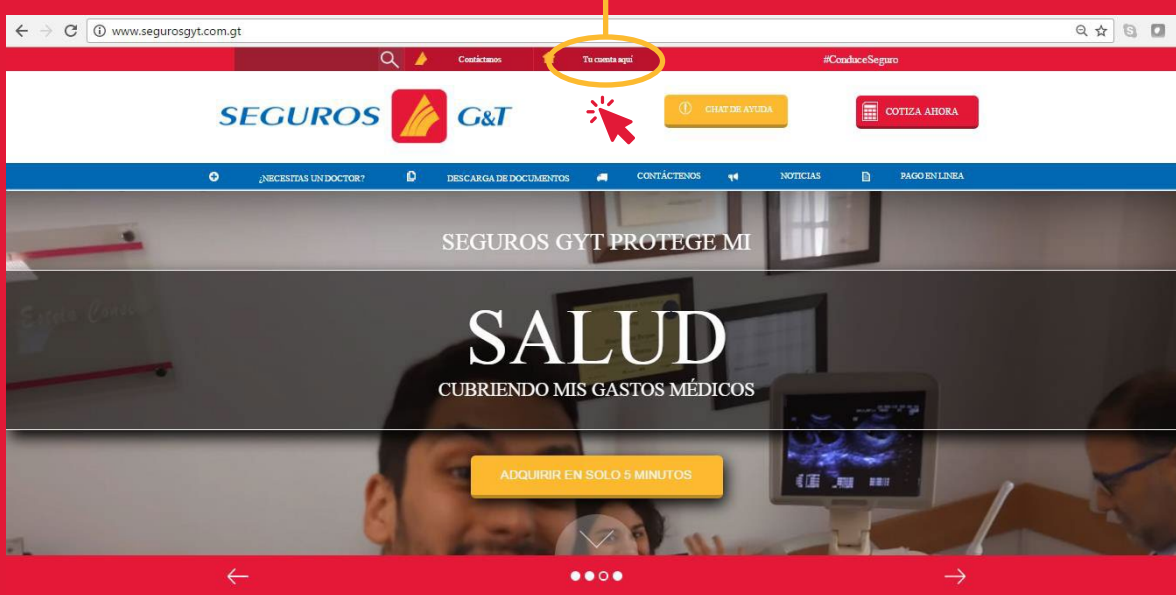 www.segurosgyt.com.gt
Contáctanos
Tu cuenta aquí
#ConduceSeguro
SEGUROS G&T
CHAT DE AYUDA
COTIZA AHORA
¿NECESITAS UN DOCTOR?
DESCARGA DE DOCUMENTOS
CONTÁCTENOS
NOTICIAS
PAGO EN LINEA
SEGUROS GYT PROTEGE MI
SALUD
CUBRIENDO MIS GASTOS MÉDICOS
ADQUIRIR EN SOLO 5 MINUTOS